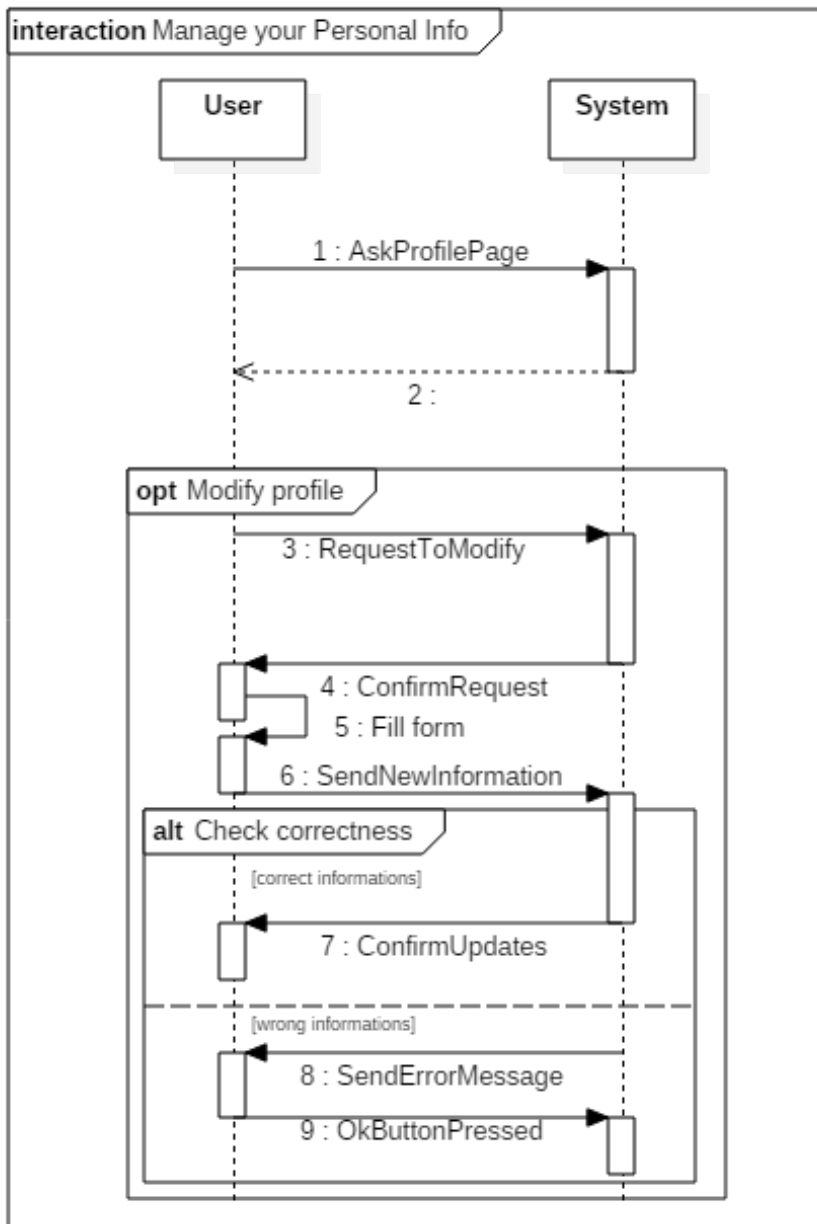 interaction Manage your Personal Info
User
System
1 : AskProfilePage
2 :
opt Modify profile
3 : RequestToModify
4 : ConfirmRequest
5 : Fill form
6 : SendNewInformation
alt Check correctness
[correct informations]
7 : ConfirmUpdates
[wrong informations]
8 : SendErrorMessage
9 : OkButtonPressed